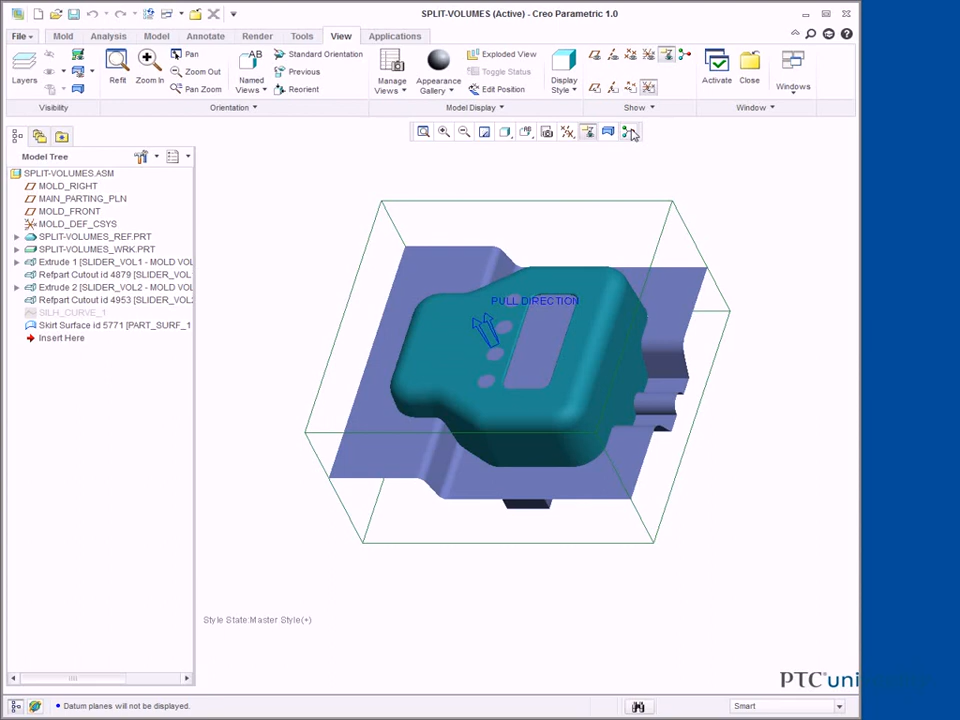 SPLIT-VOLUMES (Active) - Creo Parametric 1.0
File
Mold
Analysis
Model
Annotate
Render
Tools
View
Applications
Layers
Visibility
Refit
Zoom In
Pan
Zoom Out
Pan Zoom
Named Views
Standard Orientation
Previous
Reorient
Orientation
Manage Views
Appearance Gallery
Exploded View
Toggle Status
Edit Position
Display Style
Model Display
Show
Activate
Close
Windows
Window
Model Tree
SPLIT-VOLUMES.ASM
MOLD_RIGHT
MAIN_PARTING_PLN
MOLD_FRONT
MOLD_DEF_CSYS
SPLIT-VOLUMES_REF.PRT
SPLIT-VOLUMES_WRK.PRT
Extrude 1 [SLIDER_VOL1 - MOLD VOL
Refpart Cutout id 4879 [SLIDER_VOL
Extrude 2 [SLIDER_VOL2 - MOLD VOL
Refpart Cutout id 4953 [SLIDER_VOL2
SILH_CURVE_1
Skirt Surface id 5771 [PART_SURF_1
Insert Here
PULL DIRECTION
Style State:Master Style(+)
PTC uni
Datum planes will not be displayed.
Smart